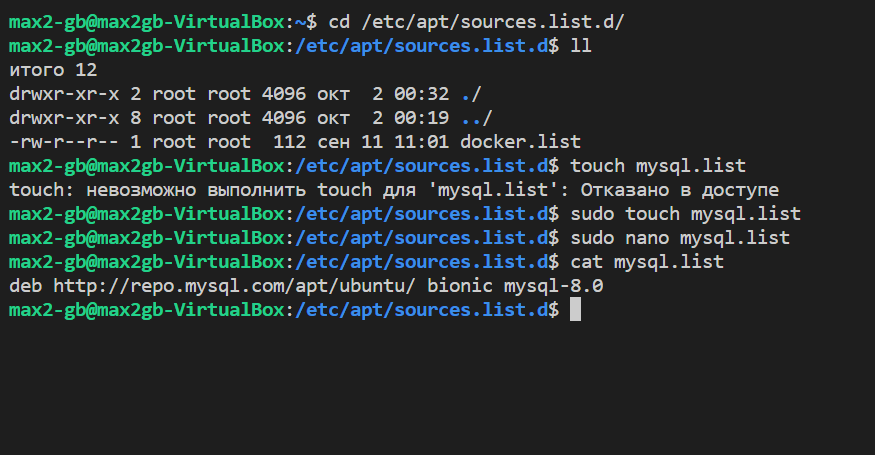 max2-gb@max2gb-VirtualBox:~$ cd /etc/apt/sources.list.d/
max2-gb@max2gb-VirtualBox:/etc/apt/sources.list.d$ ll
итого 12
drwxr-xr-x 2 root root 4096 окт  2 00:32 ./
drwxr-xr-x 8 root root 4096 окт  2 00:19 ../
-rw-r--r-- 1 root root  112 сен 11 11:01 docker.list
max2-gb@max2gb-VirtualBox:/etc/apt/sources.list.d$ touch mysql.list
touch: невозможно выполнить touch для 'mysql.list': Отказано в доступе
max2-gb@max2gb-VirtualBox:/etc/apt/sources.list.d$ sudo touch mysql.list
max2-gb@max2gb-VirtualBox:/etc/apt/sources.list.d$ sudo nano mysql.list
max2-gb@max2gb-VirtualBox:/etc/apt/sources.list.d$ cat mysql.list
deb http://repo.mysql.com/apt/ubuntu/ bionic mysql-8.0
max2-gb@max2gb-VirtualBox:/etc/apt/sources.list.d$